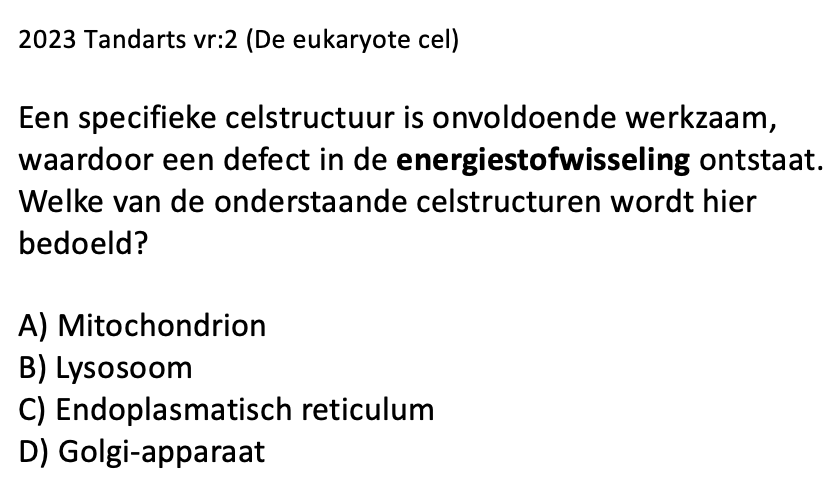 2023 Tandarts vr:2 (De eukaryote cel)
Een specifieke celstructuur is onvoldoende werkzaam,
waardoor een defect in de energiestofwisseling ontstaat.
Welke van de onderstaande celstructuren wordt hier
bedoeld?
A) Mitochondrion
B) Lysosoom
C) Endoplasmatisch reticulum
D) Golgi-apparaat